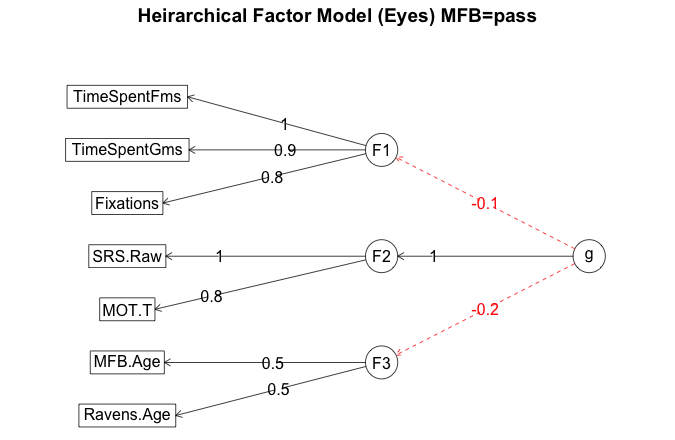 Heirarchical Factor Model (Eyes) MFB=pass
TimeSpentFms
1
TimeSpentGms
0.9
F1
Fixations
0.8
-0.1
SRS.Raw
1
F2
1
g
MOT.T
0.8
-0.2
MFB.Age
0.5
F3
Ravens.Age
0.5